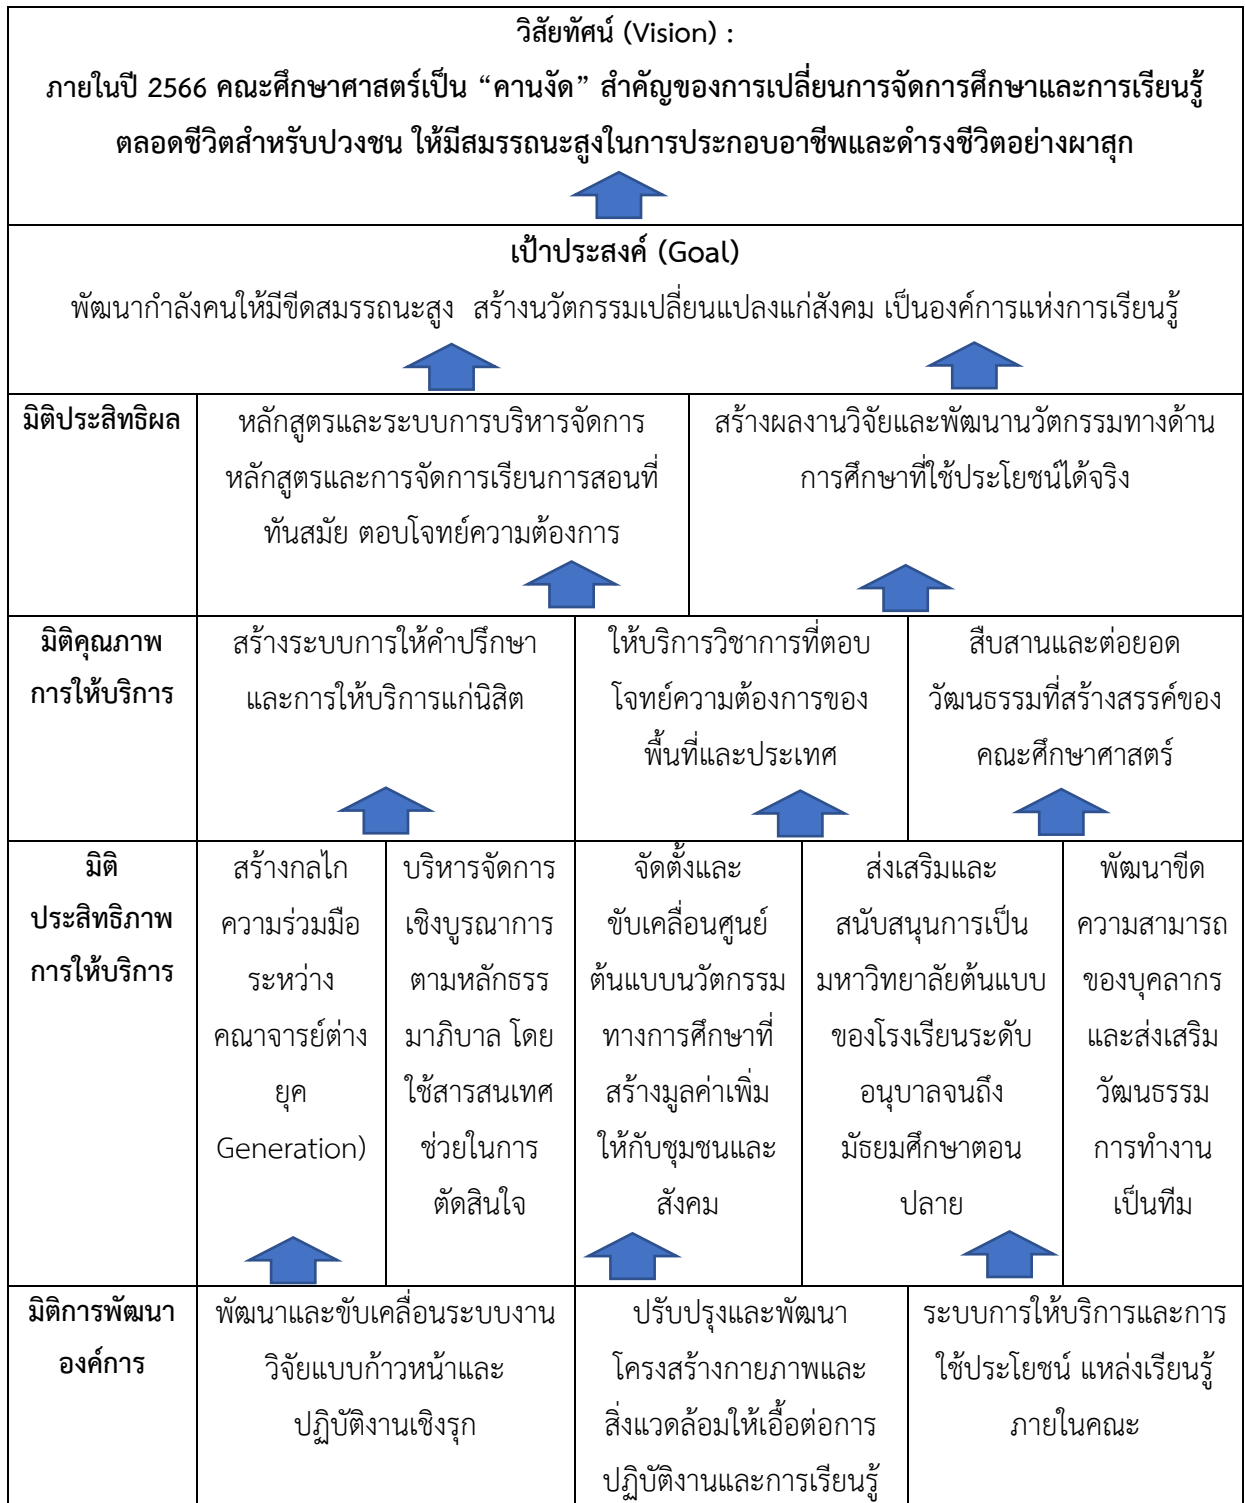 วิสัยทัศน์ (Vision) :
ภายในปี 2566 คณะศึกษาศาสตร์เป็น “คานงัด” สำคัญของการเปลี่ยนการจัดการศึกษาและการเรียนรู้
ตลอดชีวิตสำหรับปวงชน ให้มีสมรรถนะสูงในการประกอบอาชีพและดำรงชีวิตอย่างผาสุก
เป้าประสงค์ (Goal)
พัฒนากำลังคนให้มีขีดสมรรถนะสูง สร้างนวัตกรรมเปลี่ยนแปลงแก่สังคม เป็นองค์การแห่งการเรียนรู้
มิติประสิทธิผล
หลักสูตรและระบบการบริหารจัดการ
หลักสูตรและการจัดการเรียนการสอนที่
ทันสมัย ตอบโจทย์ความต้องการ
สร้างผลงานวิจัยและพัฒนานวัตกรรมทางด้าน
การศึกษาที่ใช้ประโยชน์ได้จริง
มิติคุณภาพ
การให้บริการ
สร้างระบบการให้คำปรึกษา
และการให้บริการแก่นิสิต
ให้บริการวิชาการที่ตอบ
โจทย์ความต้องการของ
พื้นที่และประเทศ
สืบสานและต่อยอด
วัฒนธรรมที่สร้างสรรค์ของ
คณะศึกษาศาสตร์
มิติ
ประสิทธิภาพ
การให้บริการ
สร้างกลไก
ความร่วมมือ
ระหว่าง
คณาจารย์ต่าง
ยุค
Generation)
บริหารจัดการ
เชิงบูรณาการ
ตามหลักธรร
มาภิบาล โดย
ใช้สารสนเทศ
ช่วยในการ
ตัดสินใจ
จัดตั้งและ
ขับเคลื่อนศูนย์
ต้นแบบนวัตกรรม
ทางการศึกษาที่
สร้างมูลค่าเพิ่ม
ให้กับชุมชนและ
สังคม
ส่งเสริมและ
สนับสนุนการเป็น
มหาวิทยาลัยต้นแบบ
ของโรงเรียนระดับ
อนุบาลจนถึง
มัธยมศึกษาตอน
ปลาย
พัฒนาขีด
ความสามารถ
ของบุคลากร
และส่งเสริม
วัฒนธรรม
การทำงาน
เป็นทีม
มิติการพัฒนา
องค์การ
พัฒนาและขับเคลื่อนระบบงาน
วิจัยแบบก้าวหน้าและ
ปฏิบัติงานเชิงรุก
ปรับปรุงและพัฒนา
โครงสร้างกายภาพและ
สิ่งแวดล้อมให้เอื้อต่อการ
ปฏิบัติงานและการเรียนรู้
ระบบการให้บริการและการ
ใช้ประโยชน์ แหล่งเรียนรู้
ภายในคณะ